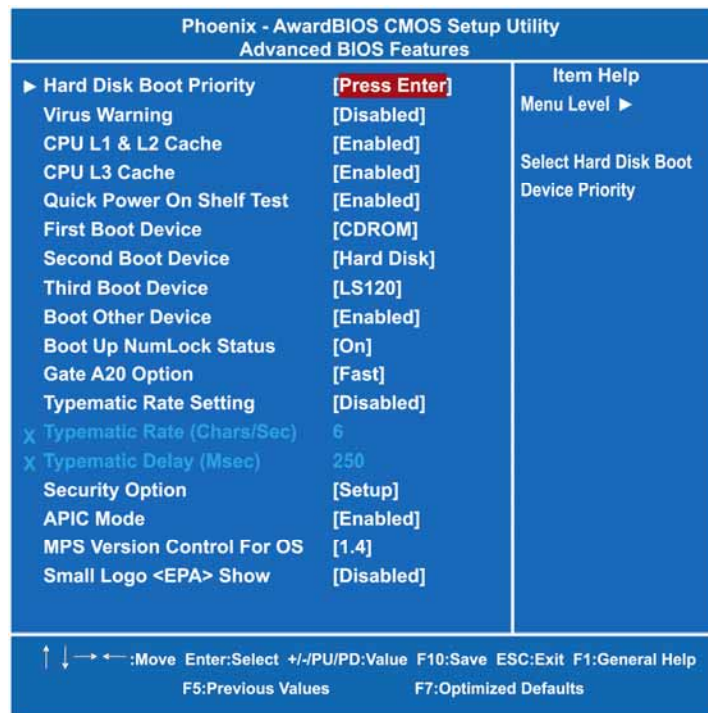 Phoenix - AwardBIOS CMOS Setup Utility
Advanced BIOS Features
► Hard Disk Boot Priority [Press Enter]
Virus Warning [Disabled]
CPU L1 & L2 Cache [Enabled]
CPU L3 Cache [Enabled]
Quick Power On Shelf Test [Enabled]
First Boot Device [CDROM]
Second Boot Device [Hard Disk]
Third Boot Device [LS120]
Boot Other Device [Enabled]
Boot Up NumLock Status [On]
Gate A20 Option [Fast]
Typematic Rate Setting [Disabled]
X Typematic Rate (Chars/Sec) 6
X Typematic Delay (Msec) 250
Security Option [Setup]
APIC Mode [Enabled]
MPS Version Control For OS [1.4]
Small Logo <EPA> Show [Disabled]
Item Help
Menu Level ►
Select Hard Disk Boot
Device Priority
↑ ↓ → ← :Move Enter:Select +/-/PU/PD:Value F10:Save ESC:Exit F1:General Help
F5:Previous Values F7:Optimized Defaults